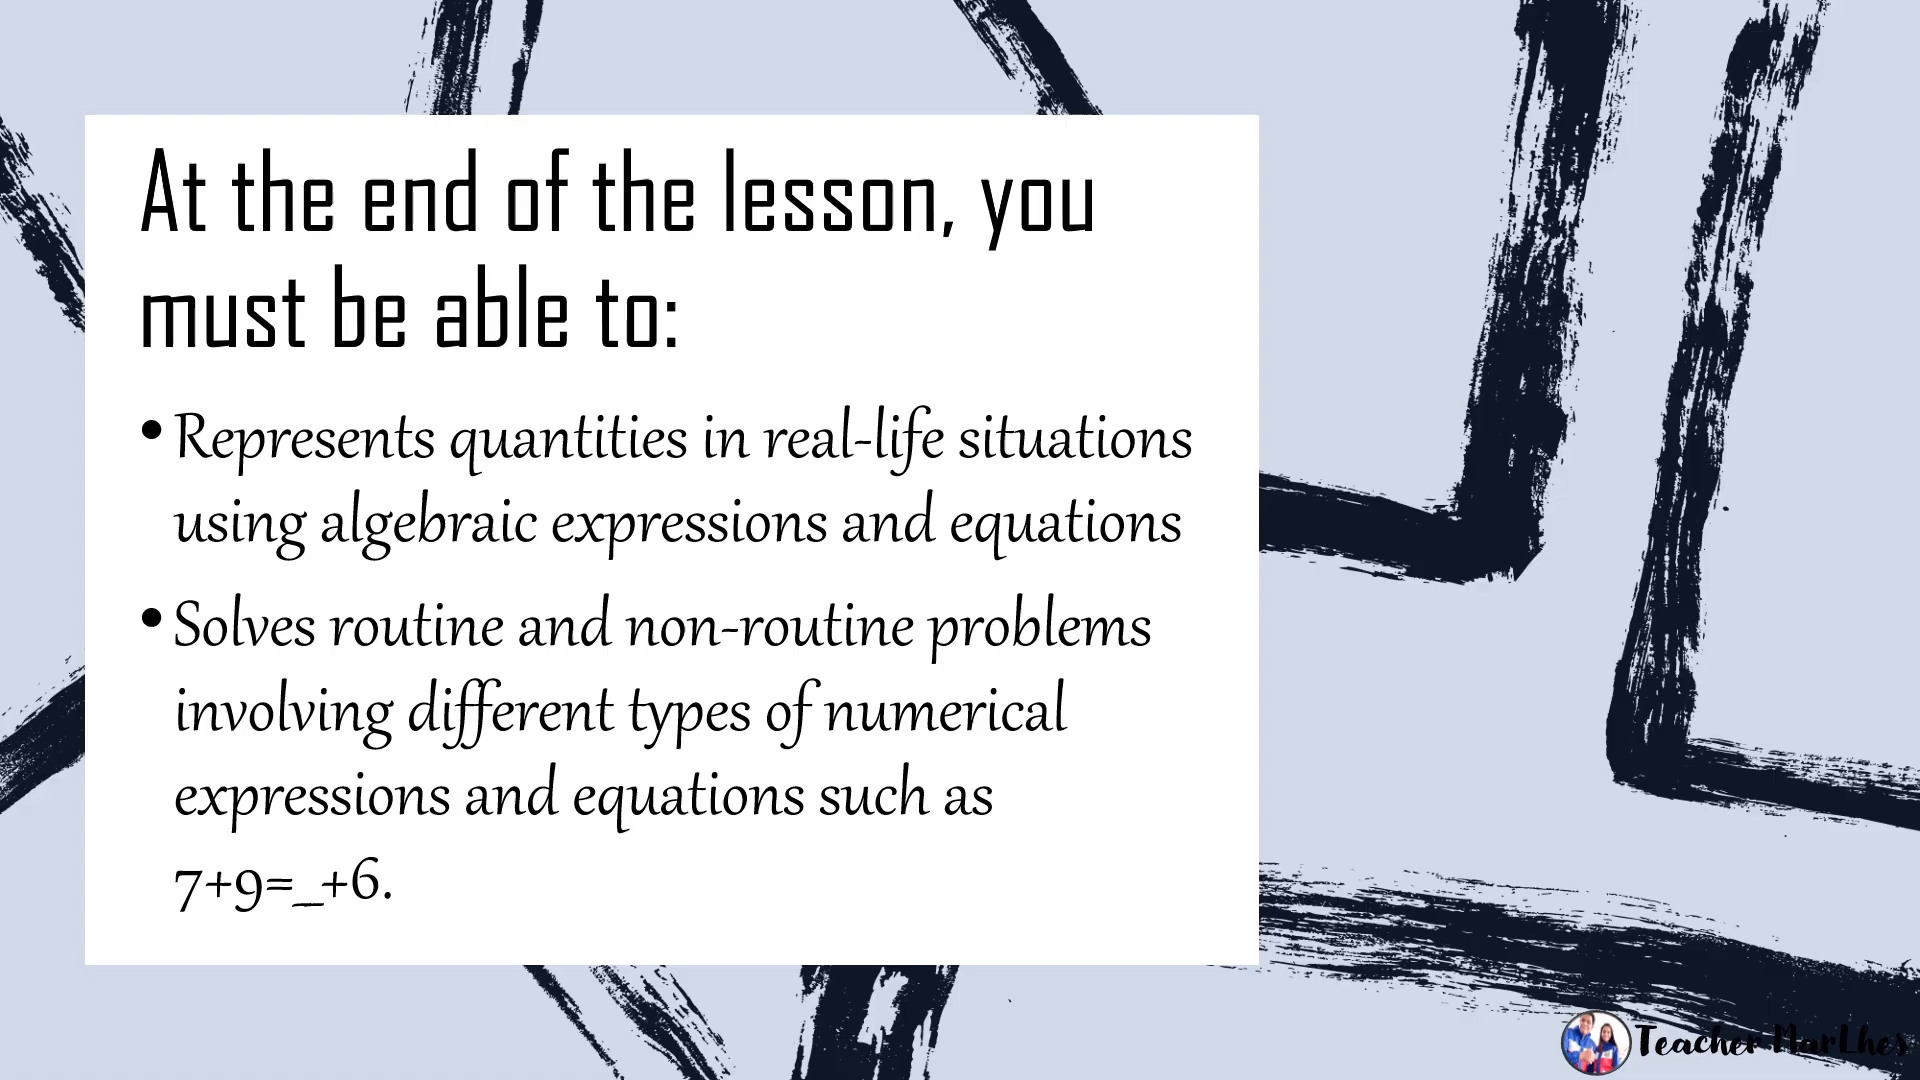 At the end of the lesson, you
must be able to:
• Represents quantities in real-life situations
using algebraic expressions and equations
• Solves routine and non-routine problems
involving different types of numerical
expressions and equations such as
7+9=_+6.
Teacher MarLhes